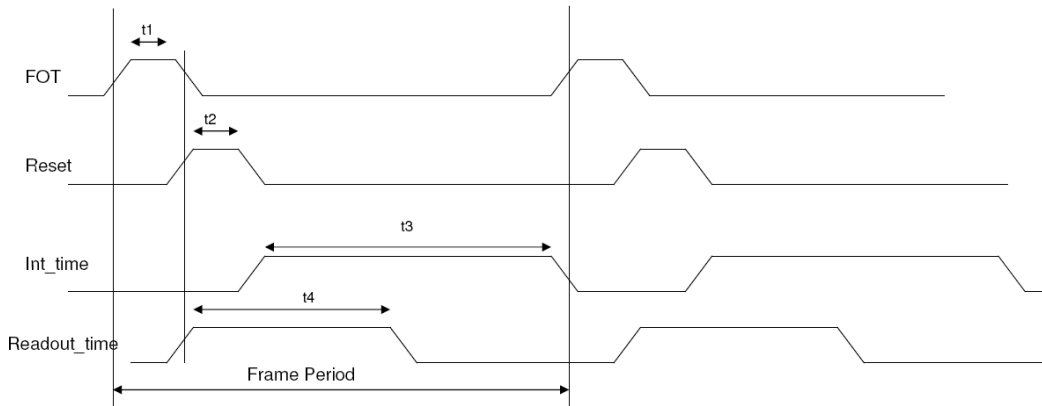 t1
FOT
t2
Reset
t3
Int_time
t4
Readout_time
Frame Period